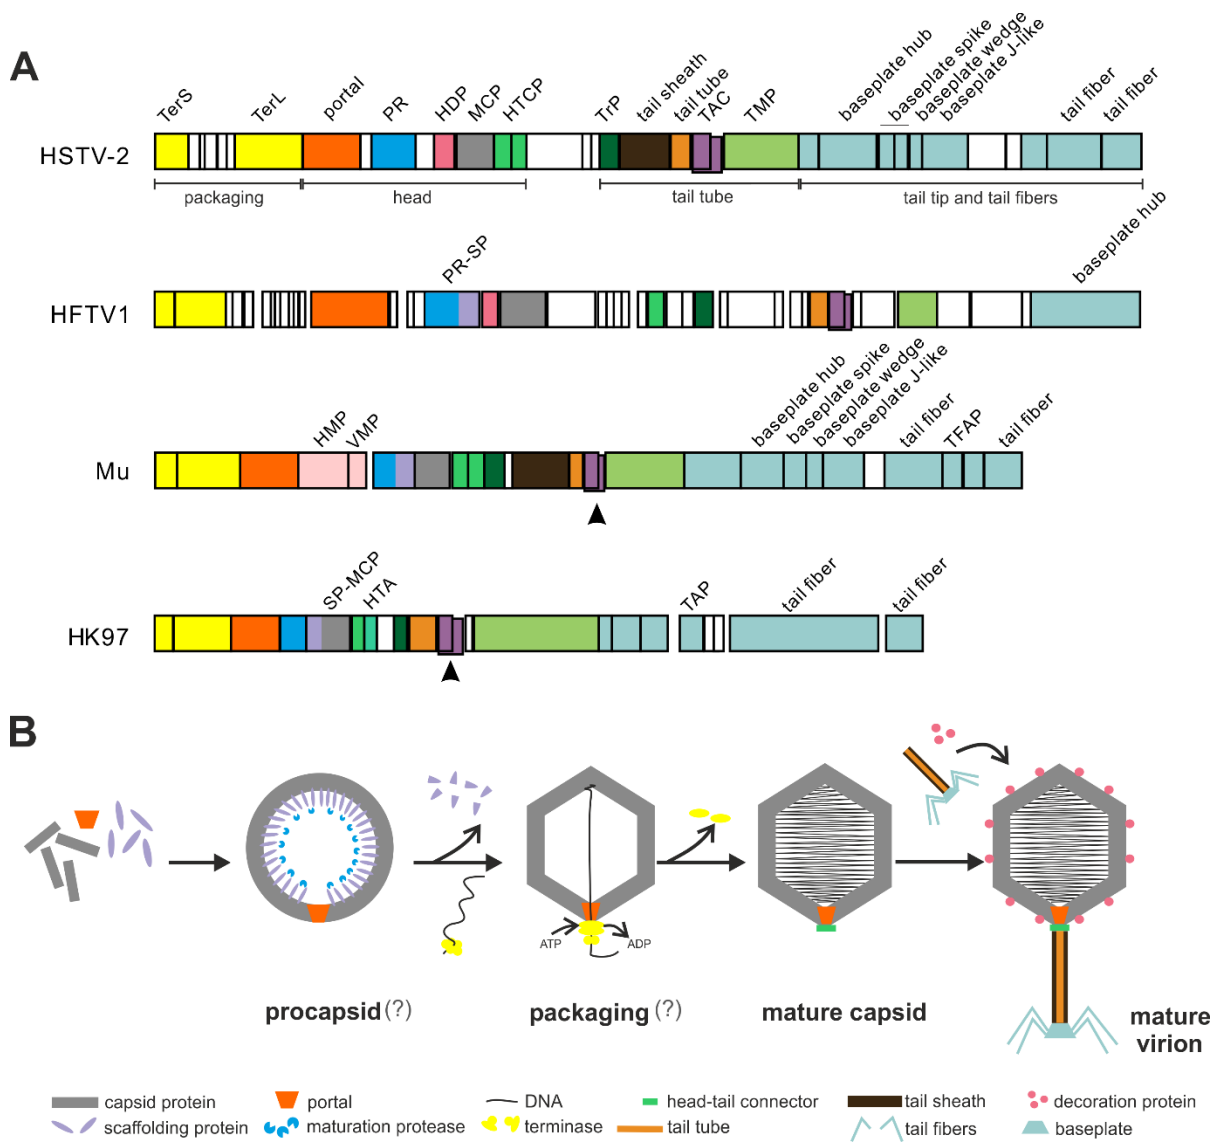 A
TerS
TerL
portal
PR
HDP
MCP
HTCP
TrP
tail sheath
tail tube
TAC
TMP
baseplate hub
baseplate spike
baseplate wedge
baseplate J-like
tail fiber
tail fiber
HSTV-2
packaging
head
tail tube
tail tip and tail fibers
PR-SP
baseplate hub
HFTV1
HMP
VMP
baseplate hub
baseplate spike
baseplate wedge
baseplate J-like
tail fiber
TFAP
tail fiber
Mu
SP-MCP
HTA
TAP
tail fiber
tail fiber
HK97
B
ATP
ADP
procapsid (?)
packaging (?)
mature capsid
mature
virion
capsid protein
portal
DNA
head-tail connector
tail sheath
decoration protein
scaffolding protein
maturation protease
terminase
tail tube
tail fibers
baseplate